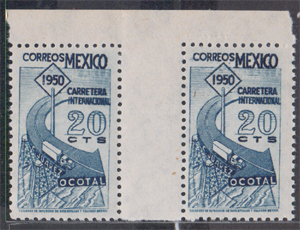 CORREOS MEXICO
1950
CARRETERA
INTERNACIONAL
20
CTS
OCOTAL
CORREOS MEXICO
1950
CARRETERA
INTERNACIONAL
20
CTS
OCOTAL